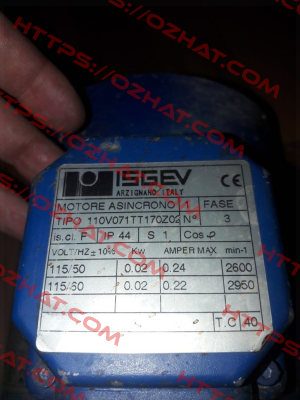 HTTPS://OZHAT.COM
ISGEV
ARZIGNANO ITALY
CE
MOTORE ASINCRONO
FASE
TIPO 110V071TT170Z02 N° 3
is.cl. F IP 44 S 1 Cos φ
VOLT/HZ ± 10% Kw AMPER MAX min-1
115/50 0.02 0.24 2600
115/60 0.02 0.22 2950
T.C 40